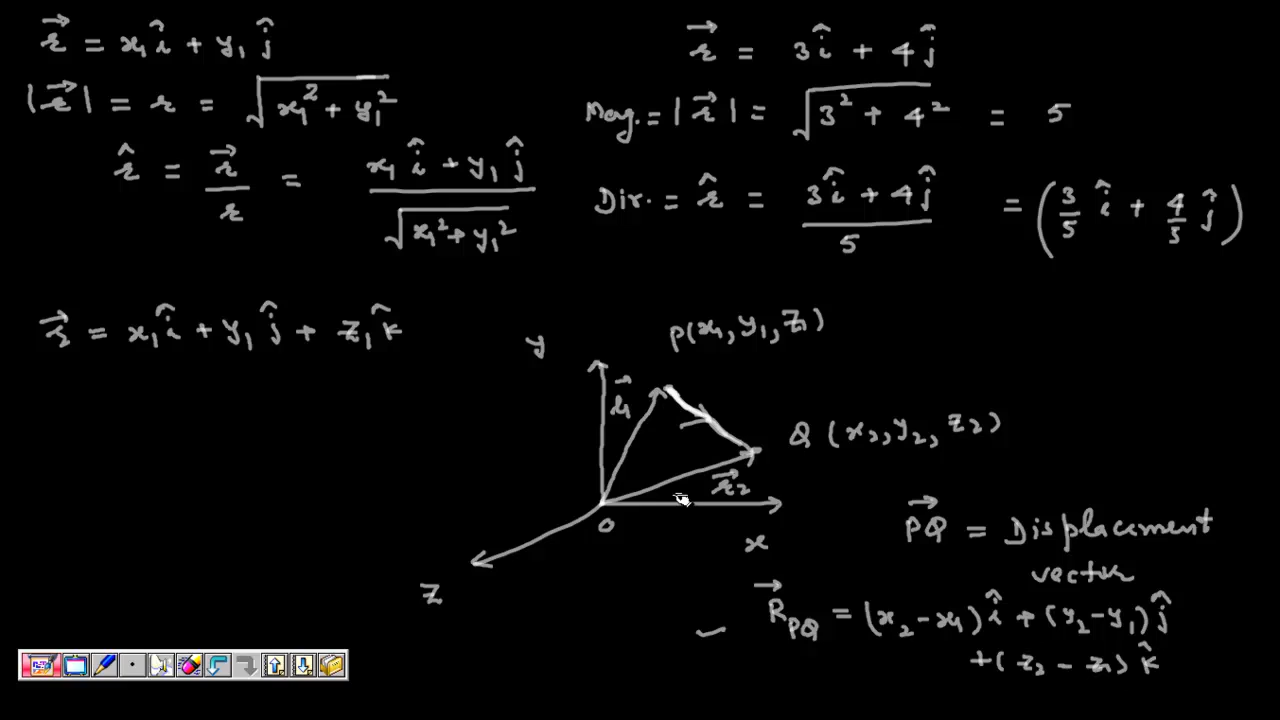 r⃗ = x₁î + y₁ĵ
|r⃗| = r = √(x₁² + y₁²)
r̂ = r⃗/r = (x₁î + y₁ĵ)/√(x₁² + y₁²)
r⃗ = 3î + 4ĵ
Mag. = |r⃗| = √(3² + 4²) = 5
Dir. = r̂ = (3î + 4ĵ)/5 = (3/5 î + 4/5 ĵ)
r⃗ = x₁î + y₁ĵ + z₁k̂
y
P(x₁, y₁, z₁)
r⃗₁
Q (x₂, y₂, z₂)
r⃗₂
O
x
z
PQ⃗ = Displacement
vector
R⃗_PQ = (x₂ - x₁)î + (y₂ - y₁)ĵ
+ (z₂ - z₁)k̂